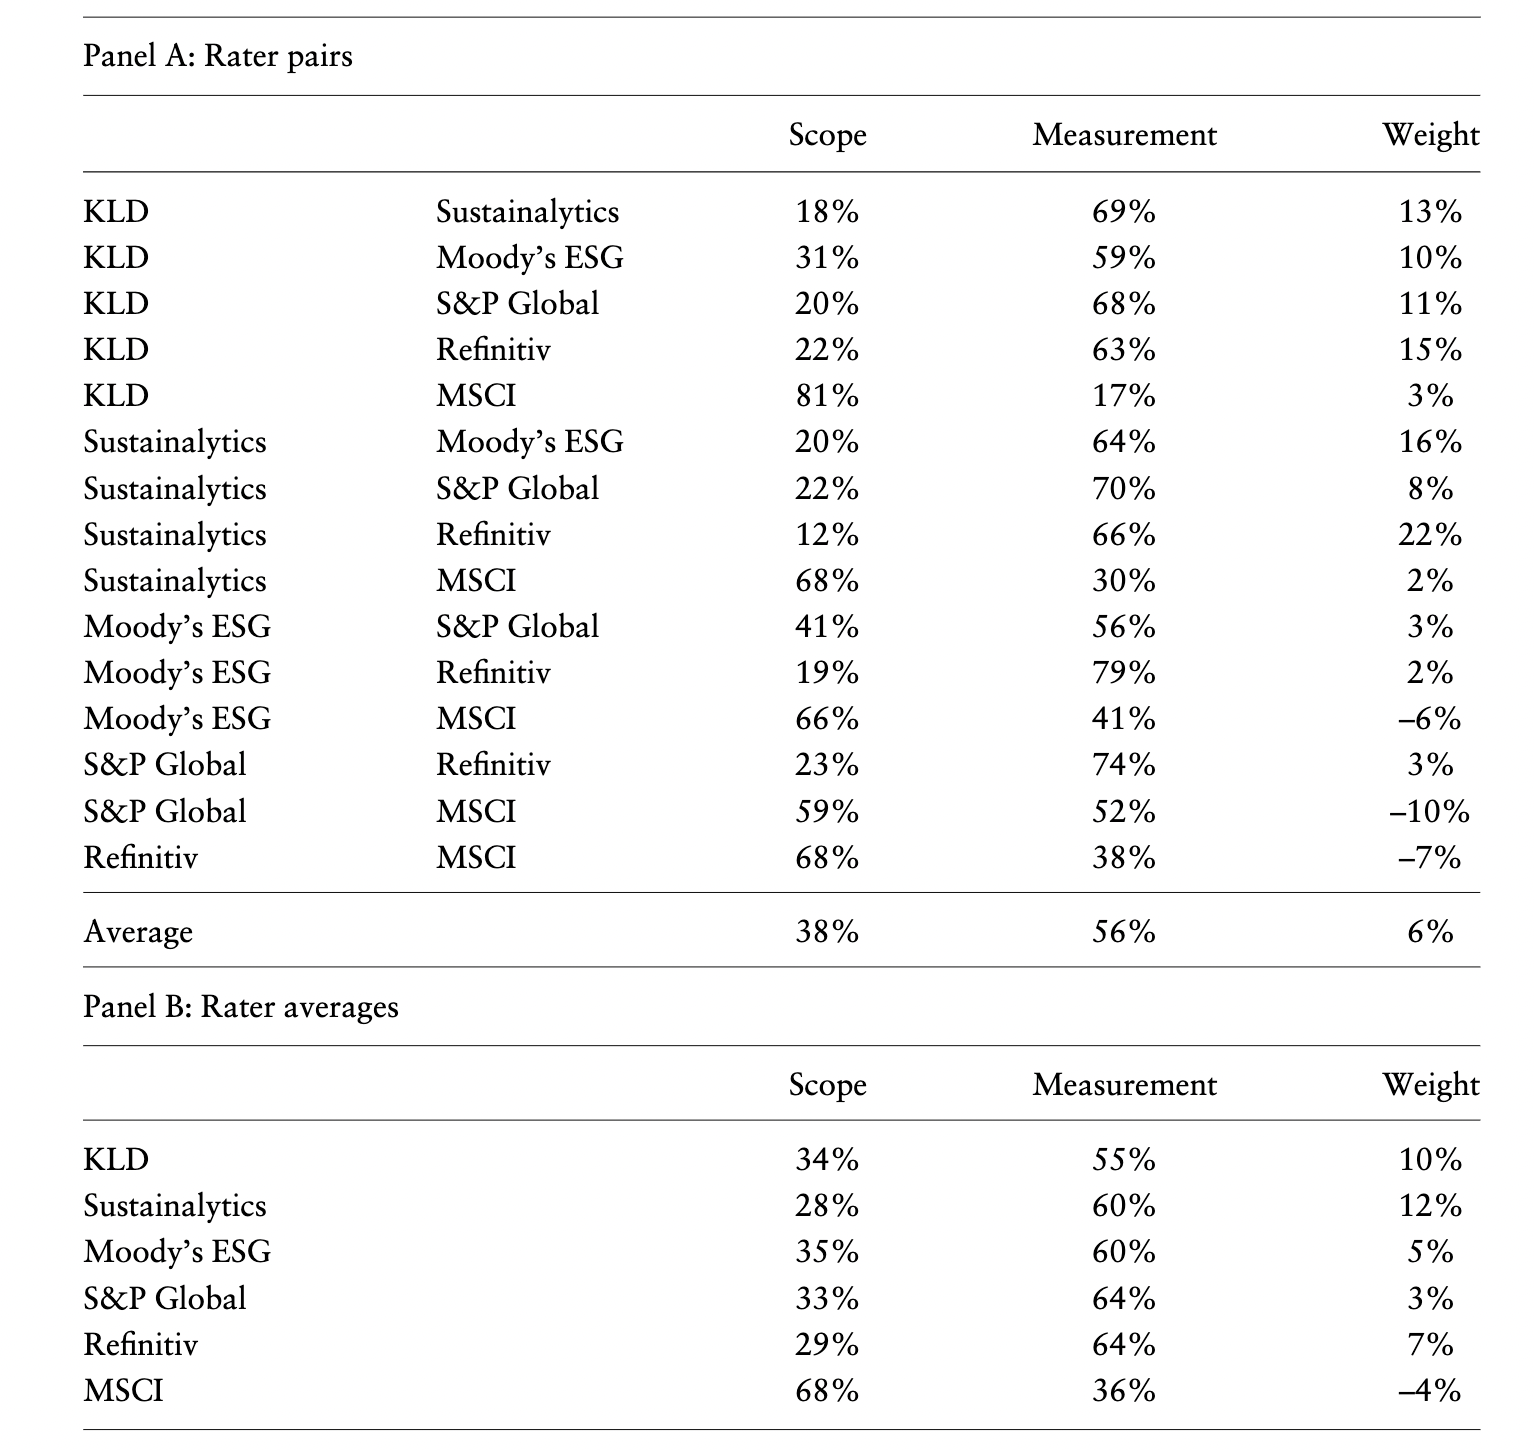 Panel A: Rater pairs
Scope Measurement Weight
KLD Sustainalytics 18% 69% 13%
KLD Moody’s ESG 31% 59% 10%
KLD S&P Global 20% 68% 11%
KLD Refinitiv 22% 63% 15%
KLD MSCI 81% 17% 3%
Sustainalytics Moody’s ESG 20% 64% 16%
Sustainalytics S&P Global 22% 70% 8%
Sustainalytics Refinitiv 12% 66% 22%
Sustainalytics MSCI 68% 30% 2%
Moody’s ESG S&P Global 41% 56% 3%
Moody’s ESG Refinitiv 19% 79% 2%
Moody’s ESG MSCI 66% 41% –6%
S&P Global Refinitiv 23% 74% 3%
S&P Global MSCI 59% 52% –10%
Refinitiv MSCI 68% 38% –7%
Average 38% 56% 6%
Panel B: Rater averages
Scope Measurement Weight
KLD 34% 55% 10%
Sustainalytics 28% 60% 12%
Moody’s ESG 35% 60% 5%
S&P Global 33% 64% 3%
Refinitiv 29% 64% 7%
MSCI 68% 36% –4%